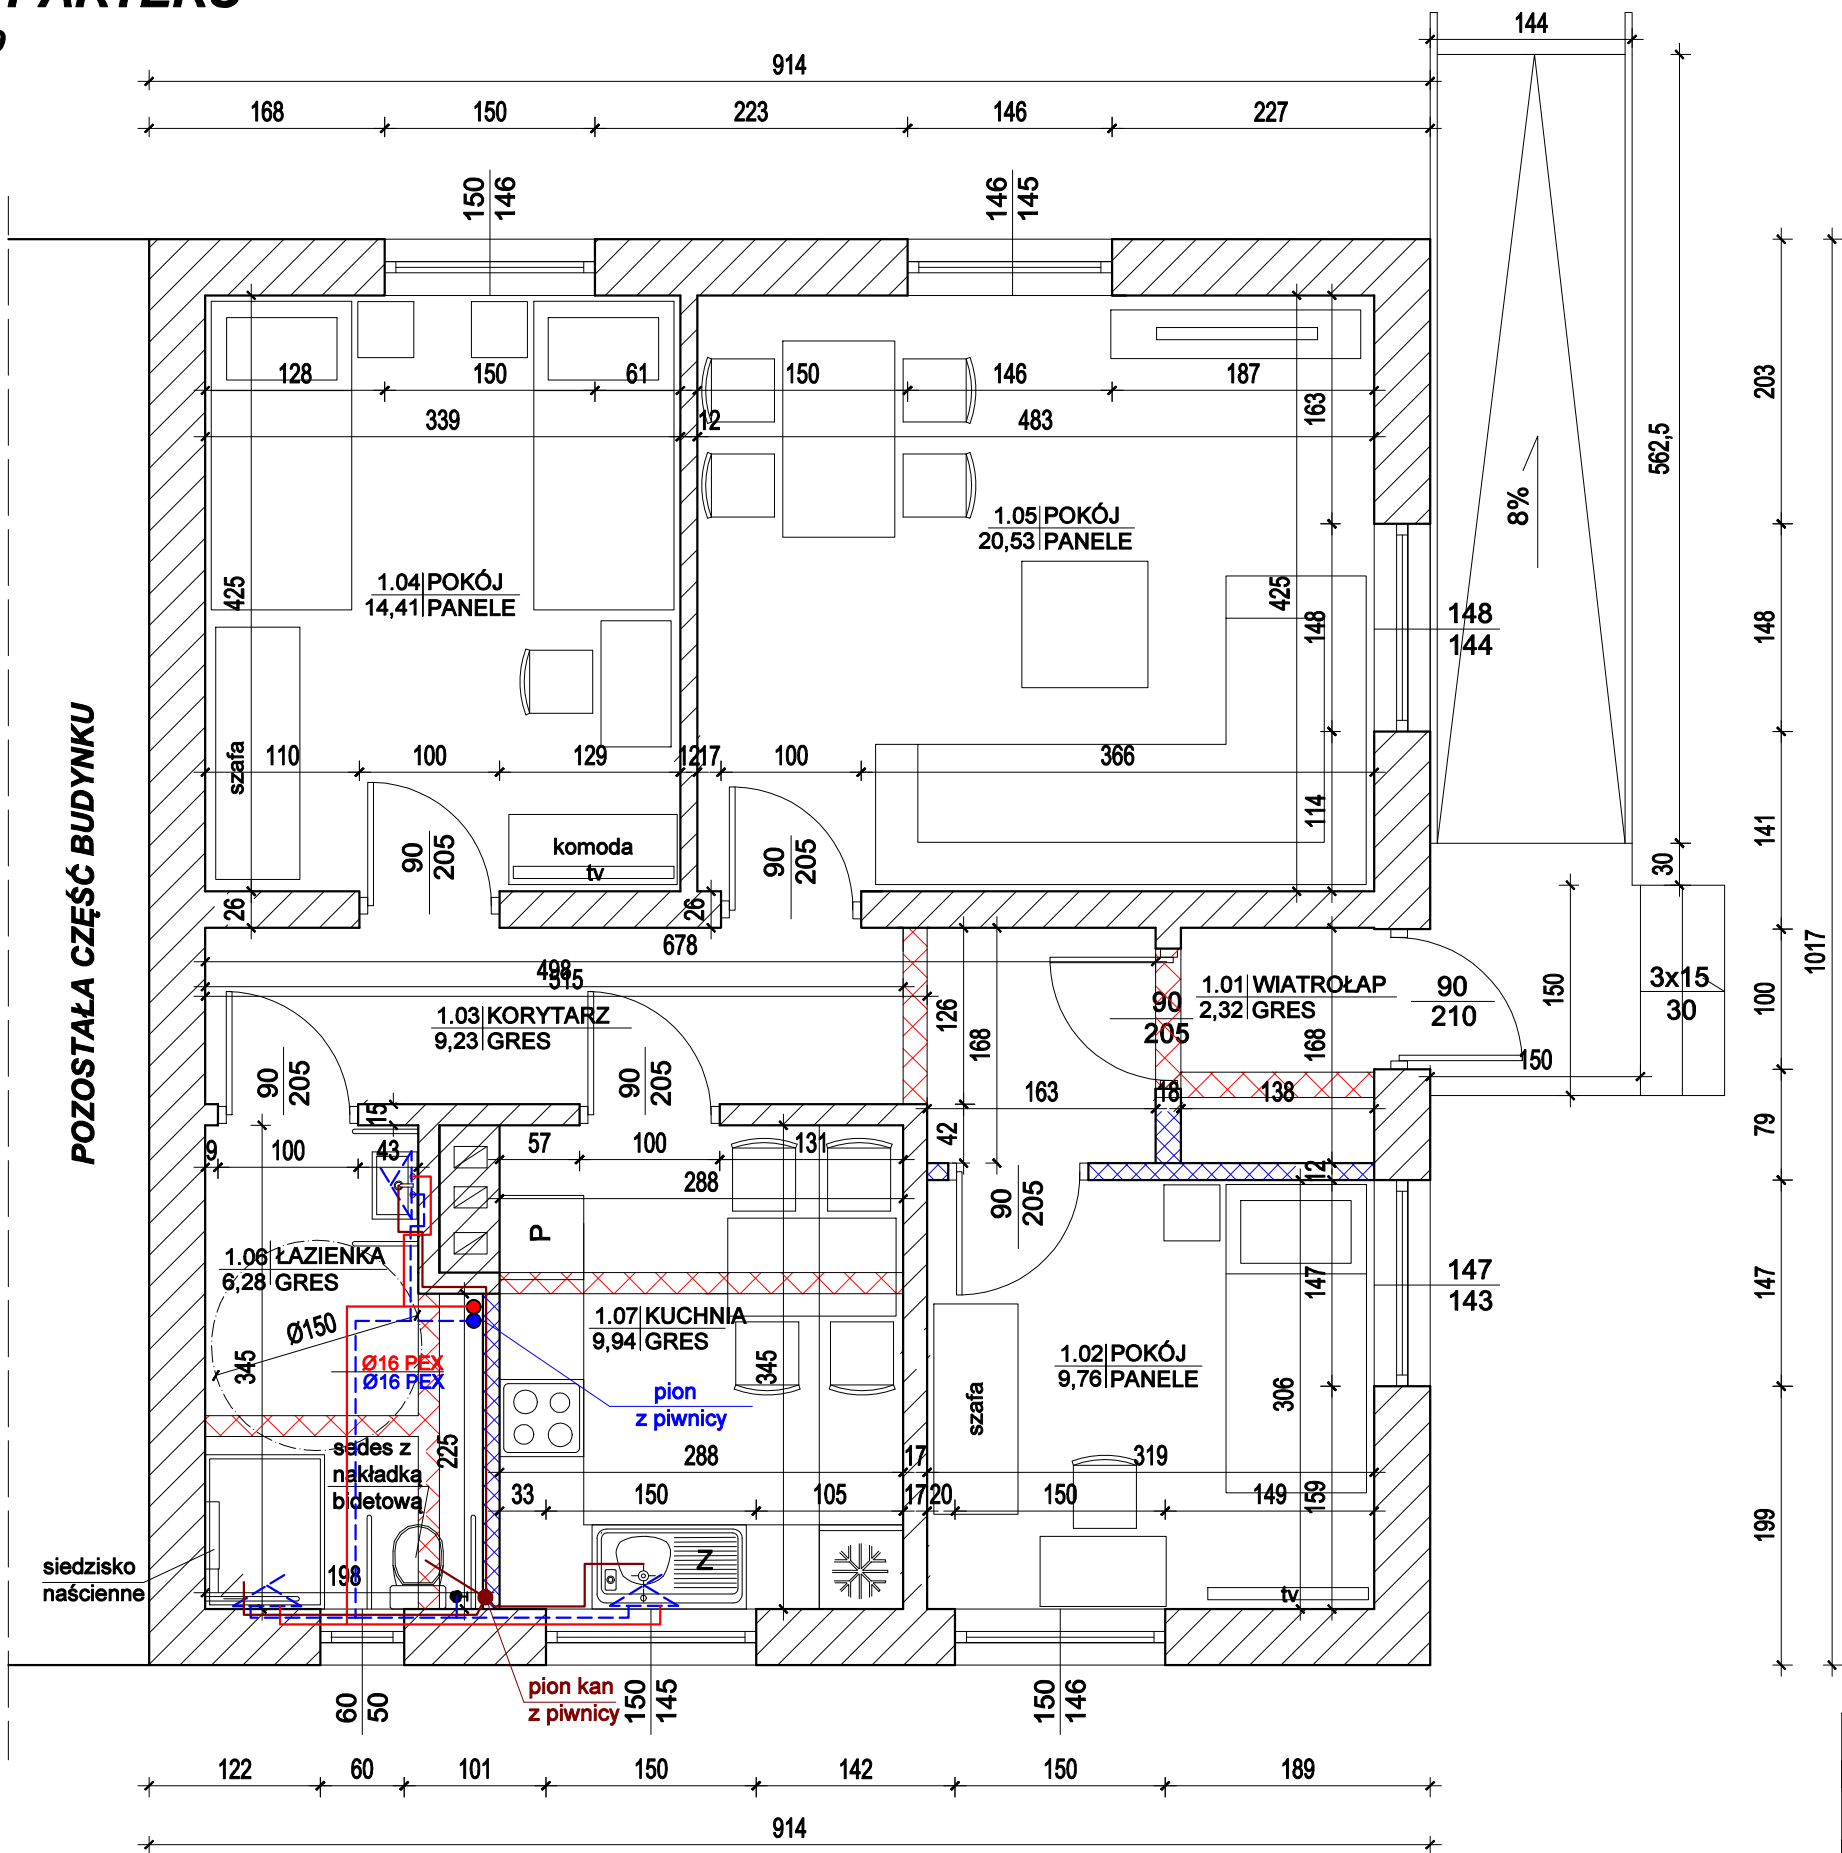 144
914
168 150 223 146 227
150
146
146
145
128 150 61 150 146 187
339 12 483
163
203
562,5
8%
1.05 POKÓJ
20,53 PANELE
1.04 POKÓJ
14,41 PANELE
425
425
148
148
144
148
POZOSTAŁA CZĘŚĆ BUDYNKU
szafa
110 100 129 12 17 100 366
114
141
komoda
tv
90
205
90
205
30
26
26
678
498
515
1017
1.01 WIATROŁAP
2,32 GRES
90
210
150
3x15
30
100
1.03 KORYTARZ
9,23 GRES
126
168
90
205
168
150
90
205
90
205
163 18 138
15
42
79
9 100 43
57 100 131
12
288
P
90
205
1.06 ŁAZIENKA
6,28 GRES
147
147
143
147
Ø150
1.07 KUCHNIA
9,94 GRES
345
345
Ø16 PEX
Ø16 PEX
pion
z piwnicy
1.02 POKÓJ
9,76 PANELE
szafa
306
sedes z
nakładką
bidetową
225
288 17 319
33 150 105 17 20 150 149
159
199
siedzisko
naścienne
198
Z
tv
pion kan
z piwnicy
60
50
150
145
150
146
122 60 101 150 142 150 189
914